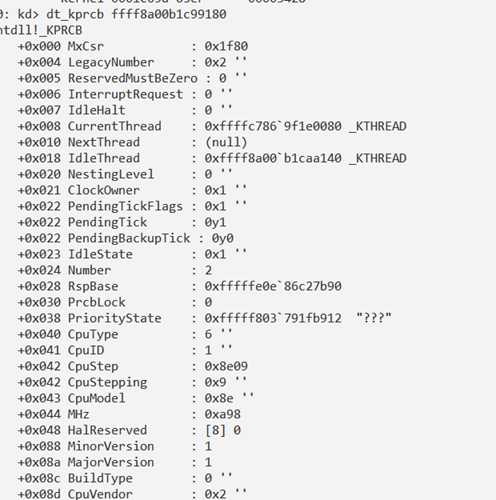 0: kd> dt_kprcb ffff8a00b1c99180
ntdll!_KPRCB
+0x000 MxCsr : 0x1f80
+0x004 LegacyNumber : 0x2 ''
+0x005 ReservedMustBeZero : 0 ''
+0x006 InterruptRequest : 0 ''
+0x007 IdleHalt : 0 ''
+0x008 CurrentThread : 0xffffc786`9f1e0080 _KTHREAD
+0x010 NextThread : (null)
+0x018 IdleThread : 0xffff8a00`b1caa140 _KTHREAD
+0x020 NestingLevel : 0 ''
+0x021 ClockOwner : 0x1 ''
+0x022 PendingTickFlags : 0x1 ''
+0x022 PendingTick : 0y1
+0x022 PendingBackupTick : 0y0
+0x023 IdleState : 0x1 ''
+0x024 Number : 2
+0x028 RspBase : 0xfffffe0e`86c27b90
+0x030 PrcbLock : 0
+0x038 PriorityState : 0xfffff803`791fb912 "???"
+0x040 CpuType : 6 ''
+0x041 CpuID : 1 ''
+0x042 CpuStep : 0x8e09
+0x042 CpuStepping : 0x9 ''
+0x043 CpuModel : 0x8e ''
+0x044 MHz : 0xa98
+0x048 HalReserved : [8] 0
+0x088 MinorVersion : 1
+0x08a MajorVersion : 1
+0x08c BuildType : 0 ''
+0x08d CpuVendor : 0x2 ''